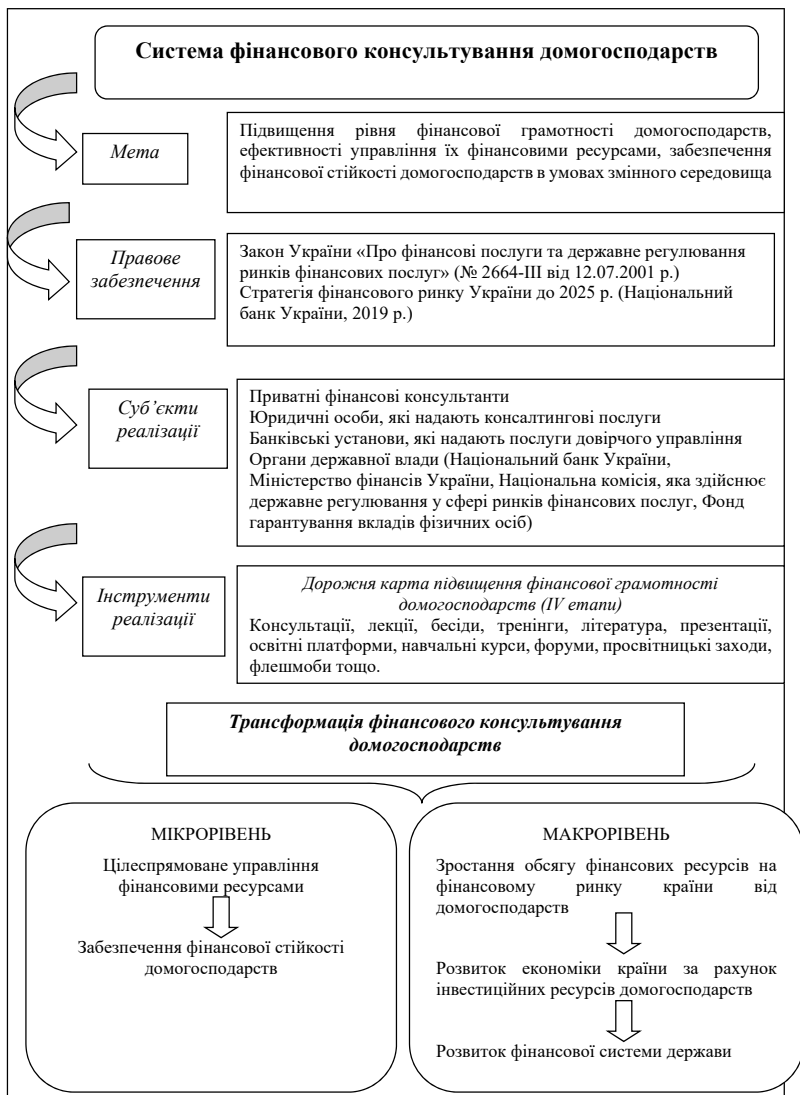 Система фінансового консультування домогосподарств
Мета
Підвищення рівня фінансової грамотності домогосподарств,
ефективності управління їх фінансовими ресурсами, забезпечення
фінансової стійкості домогосподарств в умовах змінного середовища
Правове
забезпечення
Закон України «Про фінансові послуги та державне регулювання
ринків фінансових послуг» (№ 2664-III від 12.07.2001 р.)
Стратегія фінансового ринку України до 2025 р. (Національний
банк України, 2019 р.)
Суб’єкти
реалізації
Приватні фінансові консультанти
Юридичні особи, які надають консалтингові послуги
Банківські установи, які надають послуги довірчого управління
Органи державної влади (Національний банк України,
Міністерство фінансів України, Національна комісія, яка здійснює
державне регулювання у сфері ринків фінансових послуг, Фонд
гарантування вкладів фізичних осіб)
Інструменти
реалізації
Дорожня карта підвищення фінансової грамотності
домогосподарств (IV етапи)
Консультації, лекції, бесіди, тренінги, література, презентації,
освітні платформи, навчальні курси, форуми, просвітницькі заходи,
флешмоби тощо.
Трансформація фінансового консультування
домогосподарств
МІКРОРІВЕНЬ
Цілеспрямоване управління
фінансовими ресурсами
Забезпечення фінансової стійкості
домогосподарств
МАКРОРІВЕНЬ
Зростання обсягу фінансових ресурсів на
фінансовому ринку країни від
домогосподарств
Розвиток економіки країни за рахунок
інвестиційних ресурсів домогосподарств
Розвиток фінансової системи держави